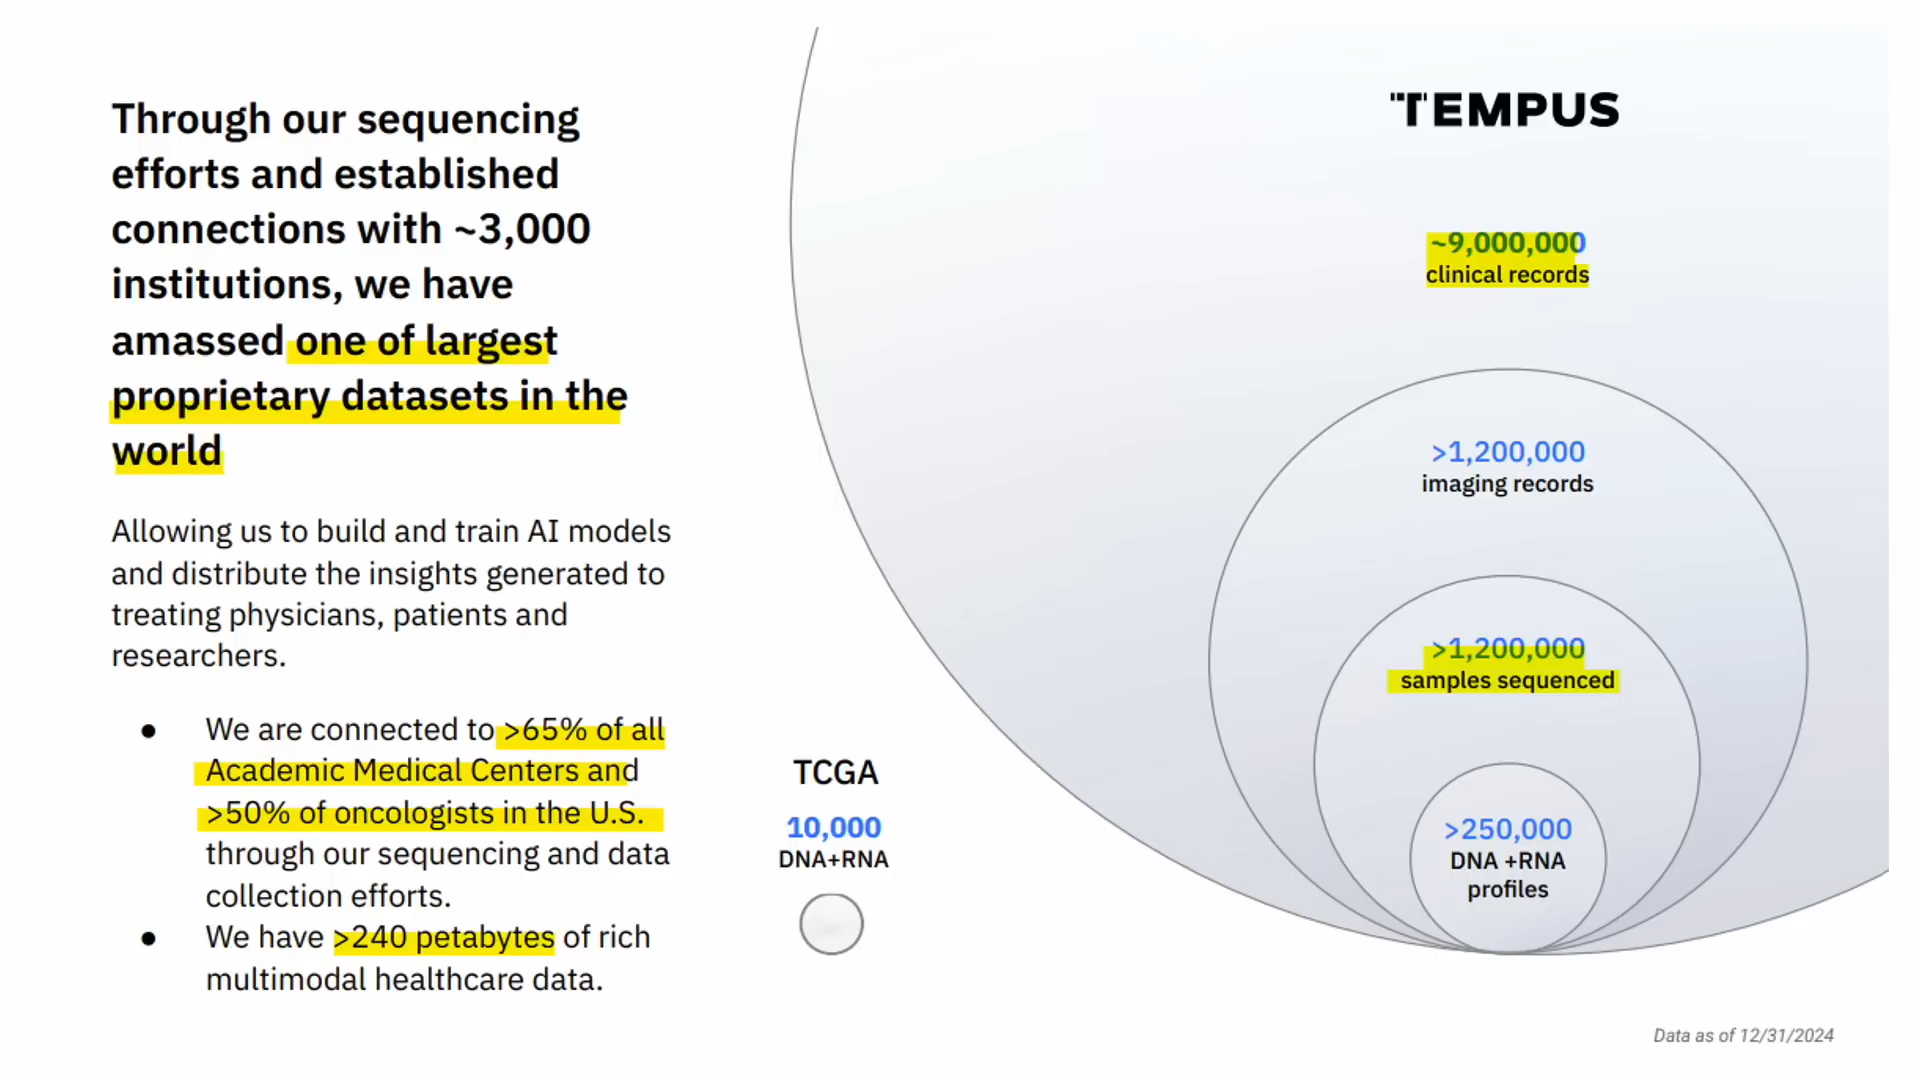 Through our sequencing
efforts and established
connections with ~3,000
institutions, we have
amassed one of largest
proprietary datasets in the
world
Allowing us to build and train AI models
and distribute the insights generated to
treating physicians, patients and
researchers.
● We are connected to >65% of all
Academic Medical Centers and
>50% of oncologists in the U.S.
through our sequencing and data
collection efforts.
● We have >240 petabytes of rich
multimodal healthcare data.
TCGA
10,000
DNA+RNA
TEMPUS
~9,000,000
clinical records
>1,200,000
imaging records
>1,200,000
samples sequenced
>250,000
DNA +RNA
profiles
Data as of 12/31/2024